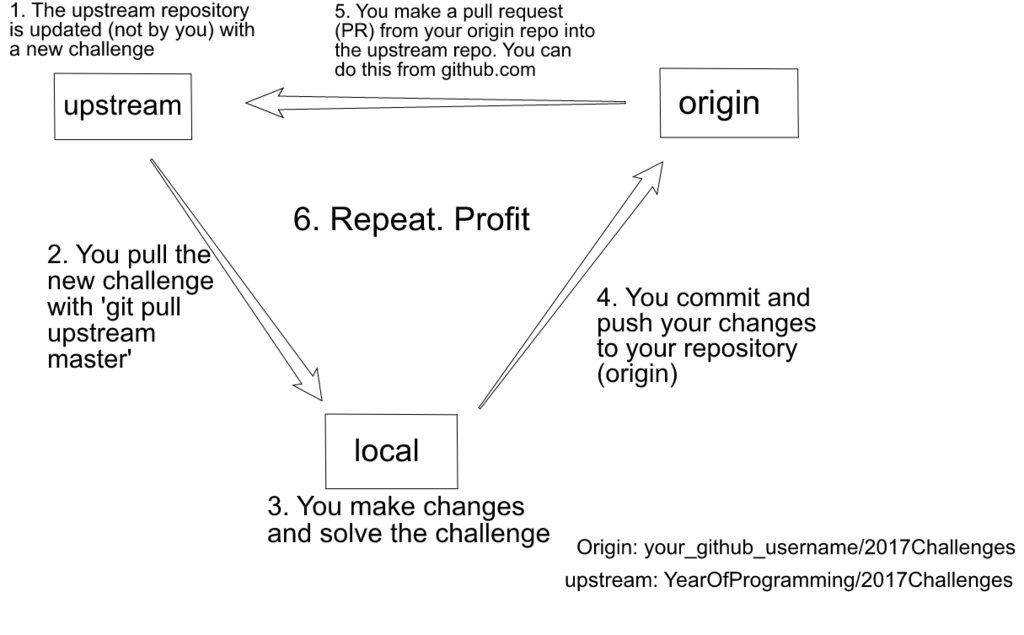 1. The upstream repository
is updated (not by you) with
a new challenge
5. You make a pull request
(PR) from your origin repo into
the upstream repo. You can
do this from github.com
upstream
origin
6. Repeat. Profit
2. You pull the
new challenge
with 'git pull
upstream
master'
4. You commit and
push your changes
to your repository
(origin)
local
3. You make changes
and solve the challenge
Origin: your_github_username/2017Challenges
upstream: YearOfProgramming/2017Challenges